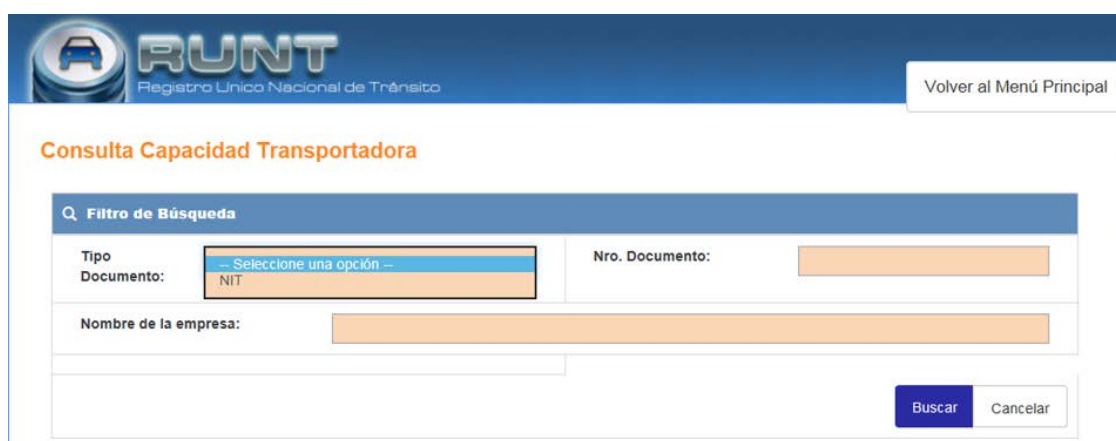 RUNT
Registro Unico Nacional de Trânsito
Volver al Menú Principal
Consulta Capacidad Transportadora
Filtro de Búsqueda
Tipo
Documento:
-- Seleccione una opción --
NIT
Nro. Documento:
Nombre de la empresa:
Buscar
Cancelar